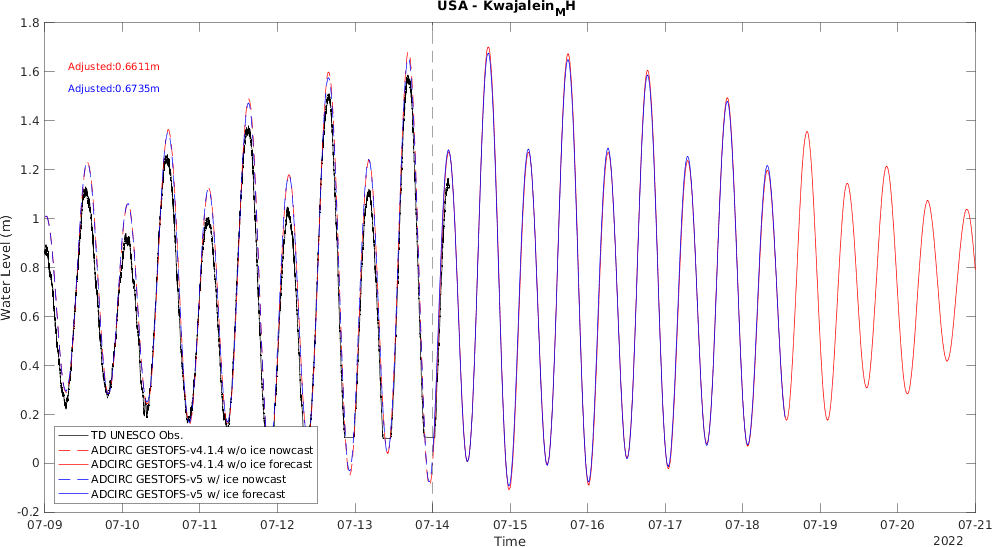 USA - Kwajalein_MH
1.8
1.6
1.4
1.2
1
0.8
0.6
0.4
0.2
0
-0.2
Water Level (m)
Adjusted:0.6611m
Adjusted:0.6735m
TD UNESCO Obs.
ADCIRC GESTOFS-v4.1.4 w/o ice nowcast
ADCIRC GESTOFS-v4.1.4 w/o ice forecast
ADCIRC GESTOFS-v5 w/ ice nowcast
ADCIRC GESTOFS-v5 w/ ice forecast
07-09 07-10 07-11 07-12 07-13 07-14 07-15 07-16 07-17 07-18 07-19 07-20 07-21
Time
2022